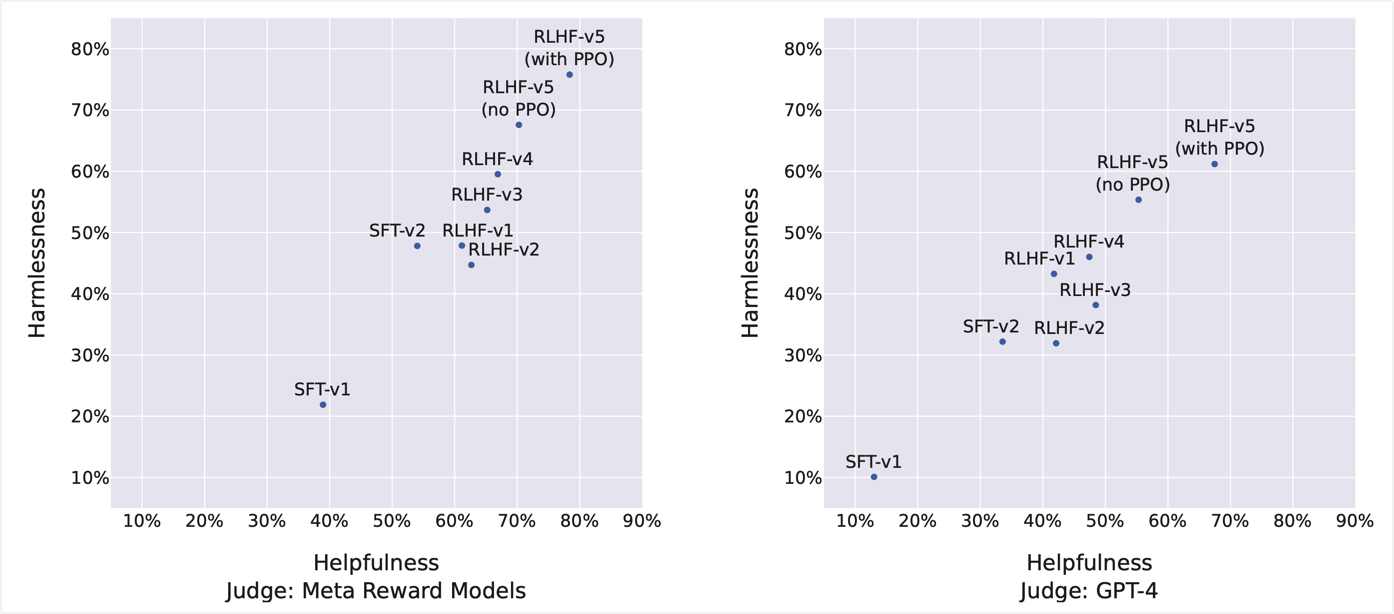 80%
70%
60%
50%
40%
30%
20%
10%
Harmlessness
RLHF-v5
(with PPO)
RLHF-v5
(no PPO)
RLHF-v4
RLHF-v3
SFT-v2
RLHF-v1
RLHF-v2
SFT-v1
10% 20% 30% 40% 50% 60% 70% 80% 90%
Helpfulness
Judge: Meta Reward Models
80%
70%
60%
50%
40%
30%
20%
10%
Harmlessness
RLHF-v5
(with PPO)
RLHF-v5
(no PPO)
RLHF-v4
RLHF-v1
RLHF-v3
SFT-v2
RLHF-v2
SFT-v1
10% 20% 30% 40% 50% 60% 70% 80% 90%
Helpfulness
Judge: GPT-4